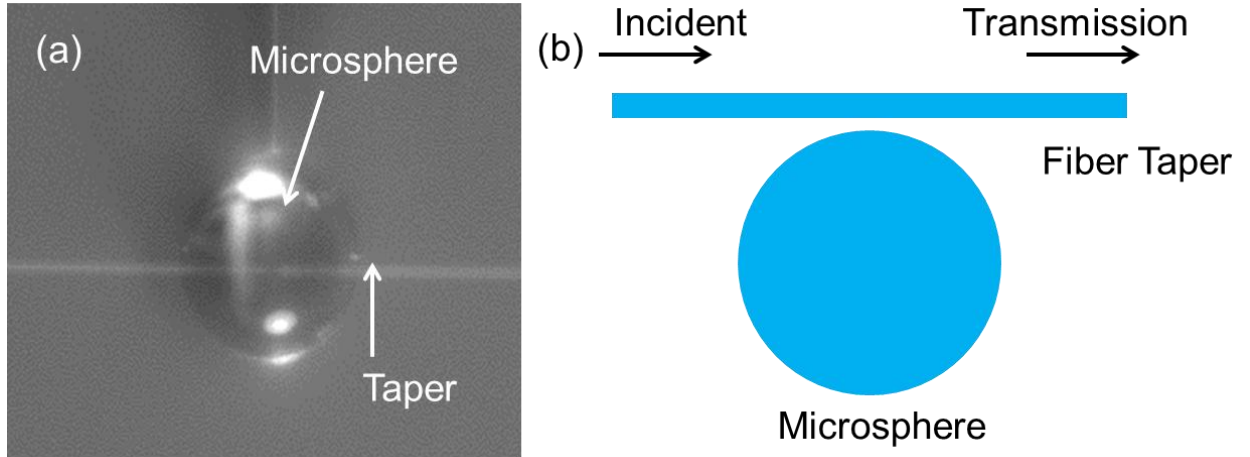 (a)
Microsphere
Taper
(b)
Incident
Transmission
Fiber Taper
Microsphere